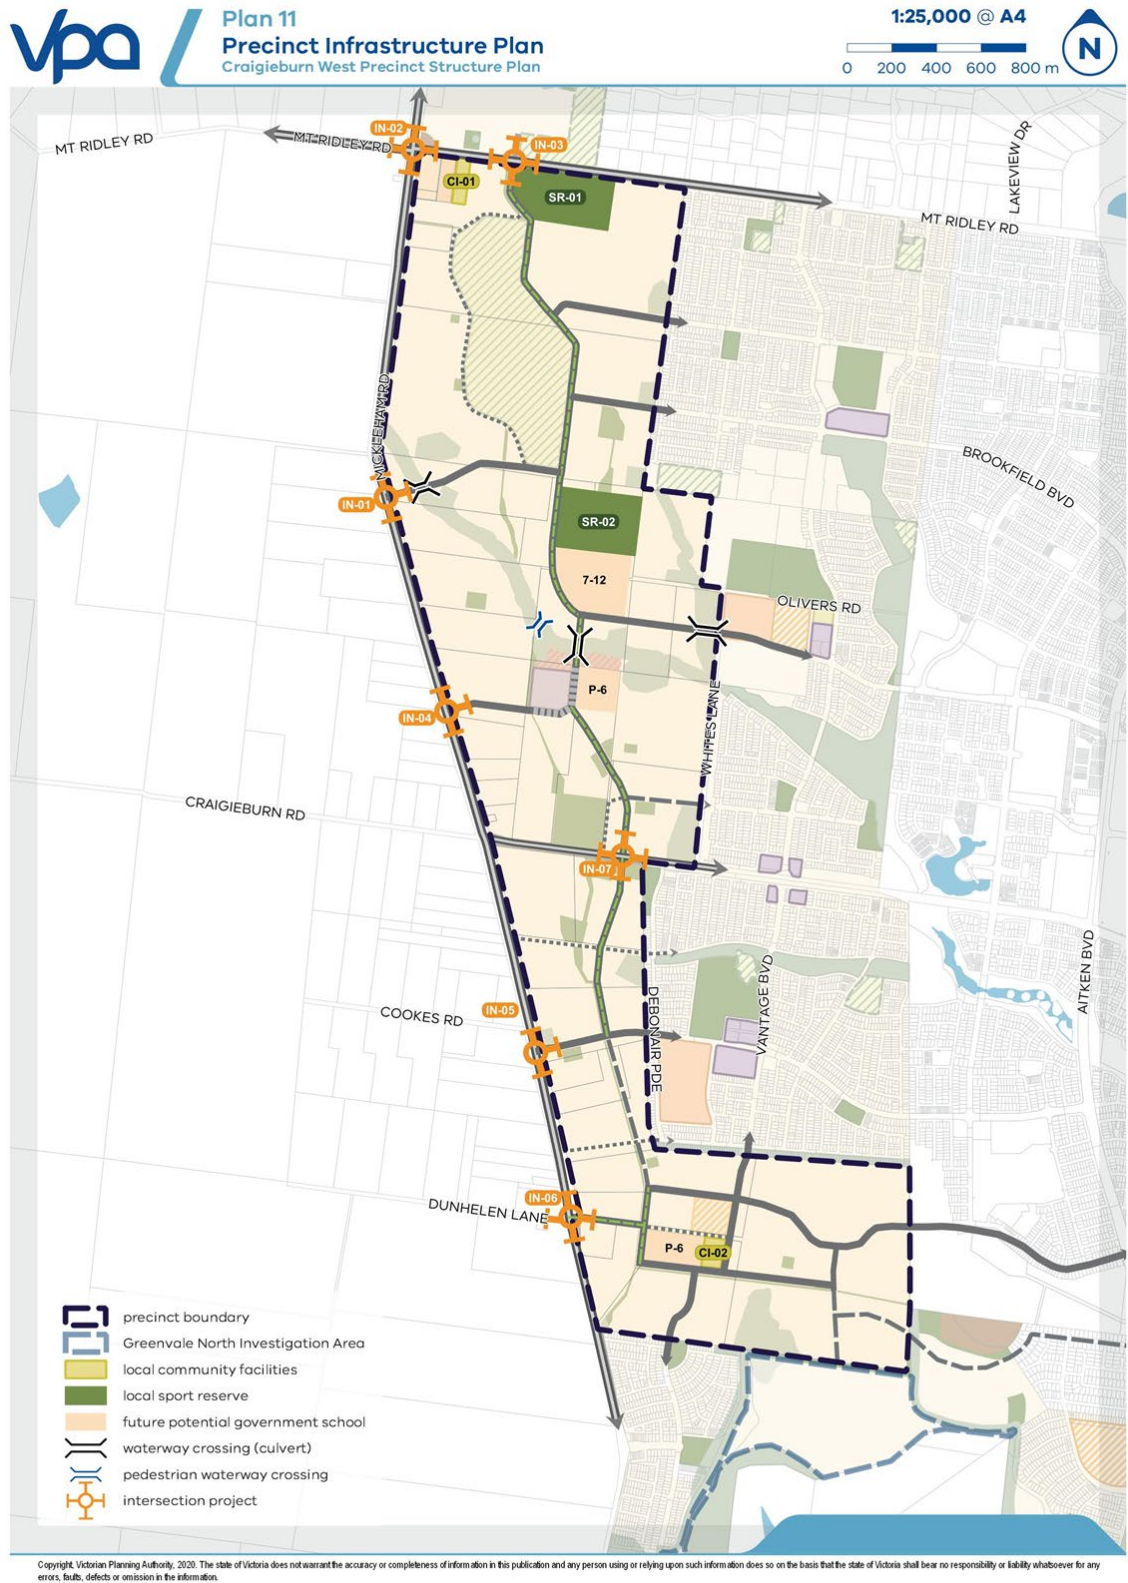 vpa
Plan 11
Precinct Infrastructure Plan
Craigieburn West Precinct Structure Plan
1:25,000 @ A4
0 200 400 600 800 m
N
MT RIDLEY RD
IN-02
MT RIDLEY RD
IN-03
CI-01
SR-01
LAKEVIEW DR
MT RIDLEY RD
MICKLEHAM RD
BROOKFIELD BVD
IN-01
SR-02
7-12
OLIVERS RD
P-6
IN-04
WHITES LANE
CRAIGIEBURN RD
IN-07
AITKEN BVD
VANTAGE BVD
DEBONAIR PDE
IN-05
COOKES RD
IN-06
DUNHELEN LANE
P-6
CI-02
precinct boundary
Greenvale North Investigation Area
local community facilities
local sport reserve
future potential government school
waterway crossing (culvert)
pedestrian waterway crossing
intersection project
Copyright, Victorian Planning Authority, 2020. The state of Victoria does not warrant the accuracy or completeness of information in this publication and any person using or relying upon such information does so on the basis that the state of Victoria shall bear no responsibility or liability whatsoever for any
errors, faults, defects or omission in the information.